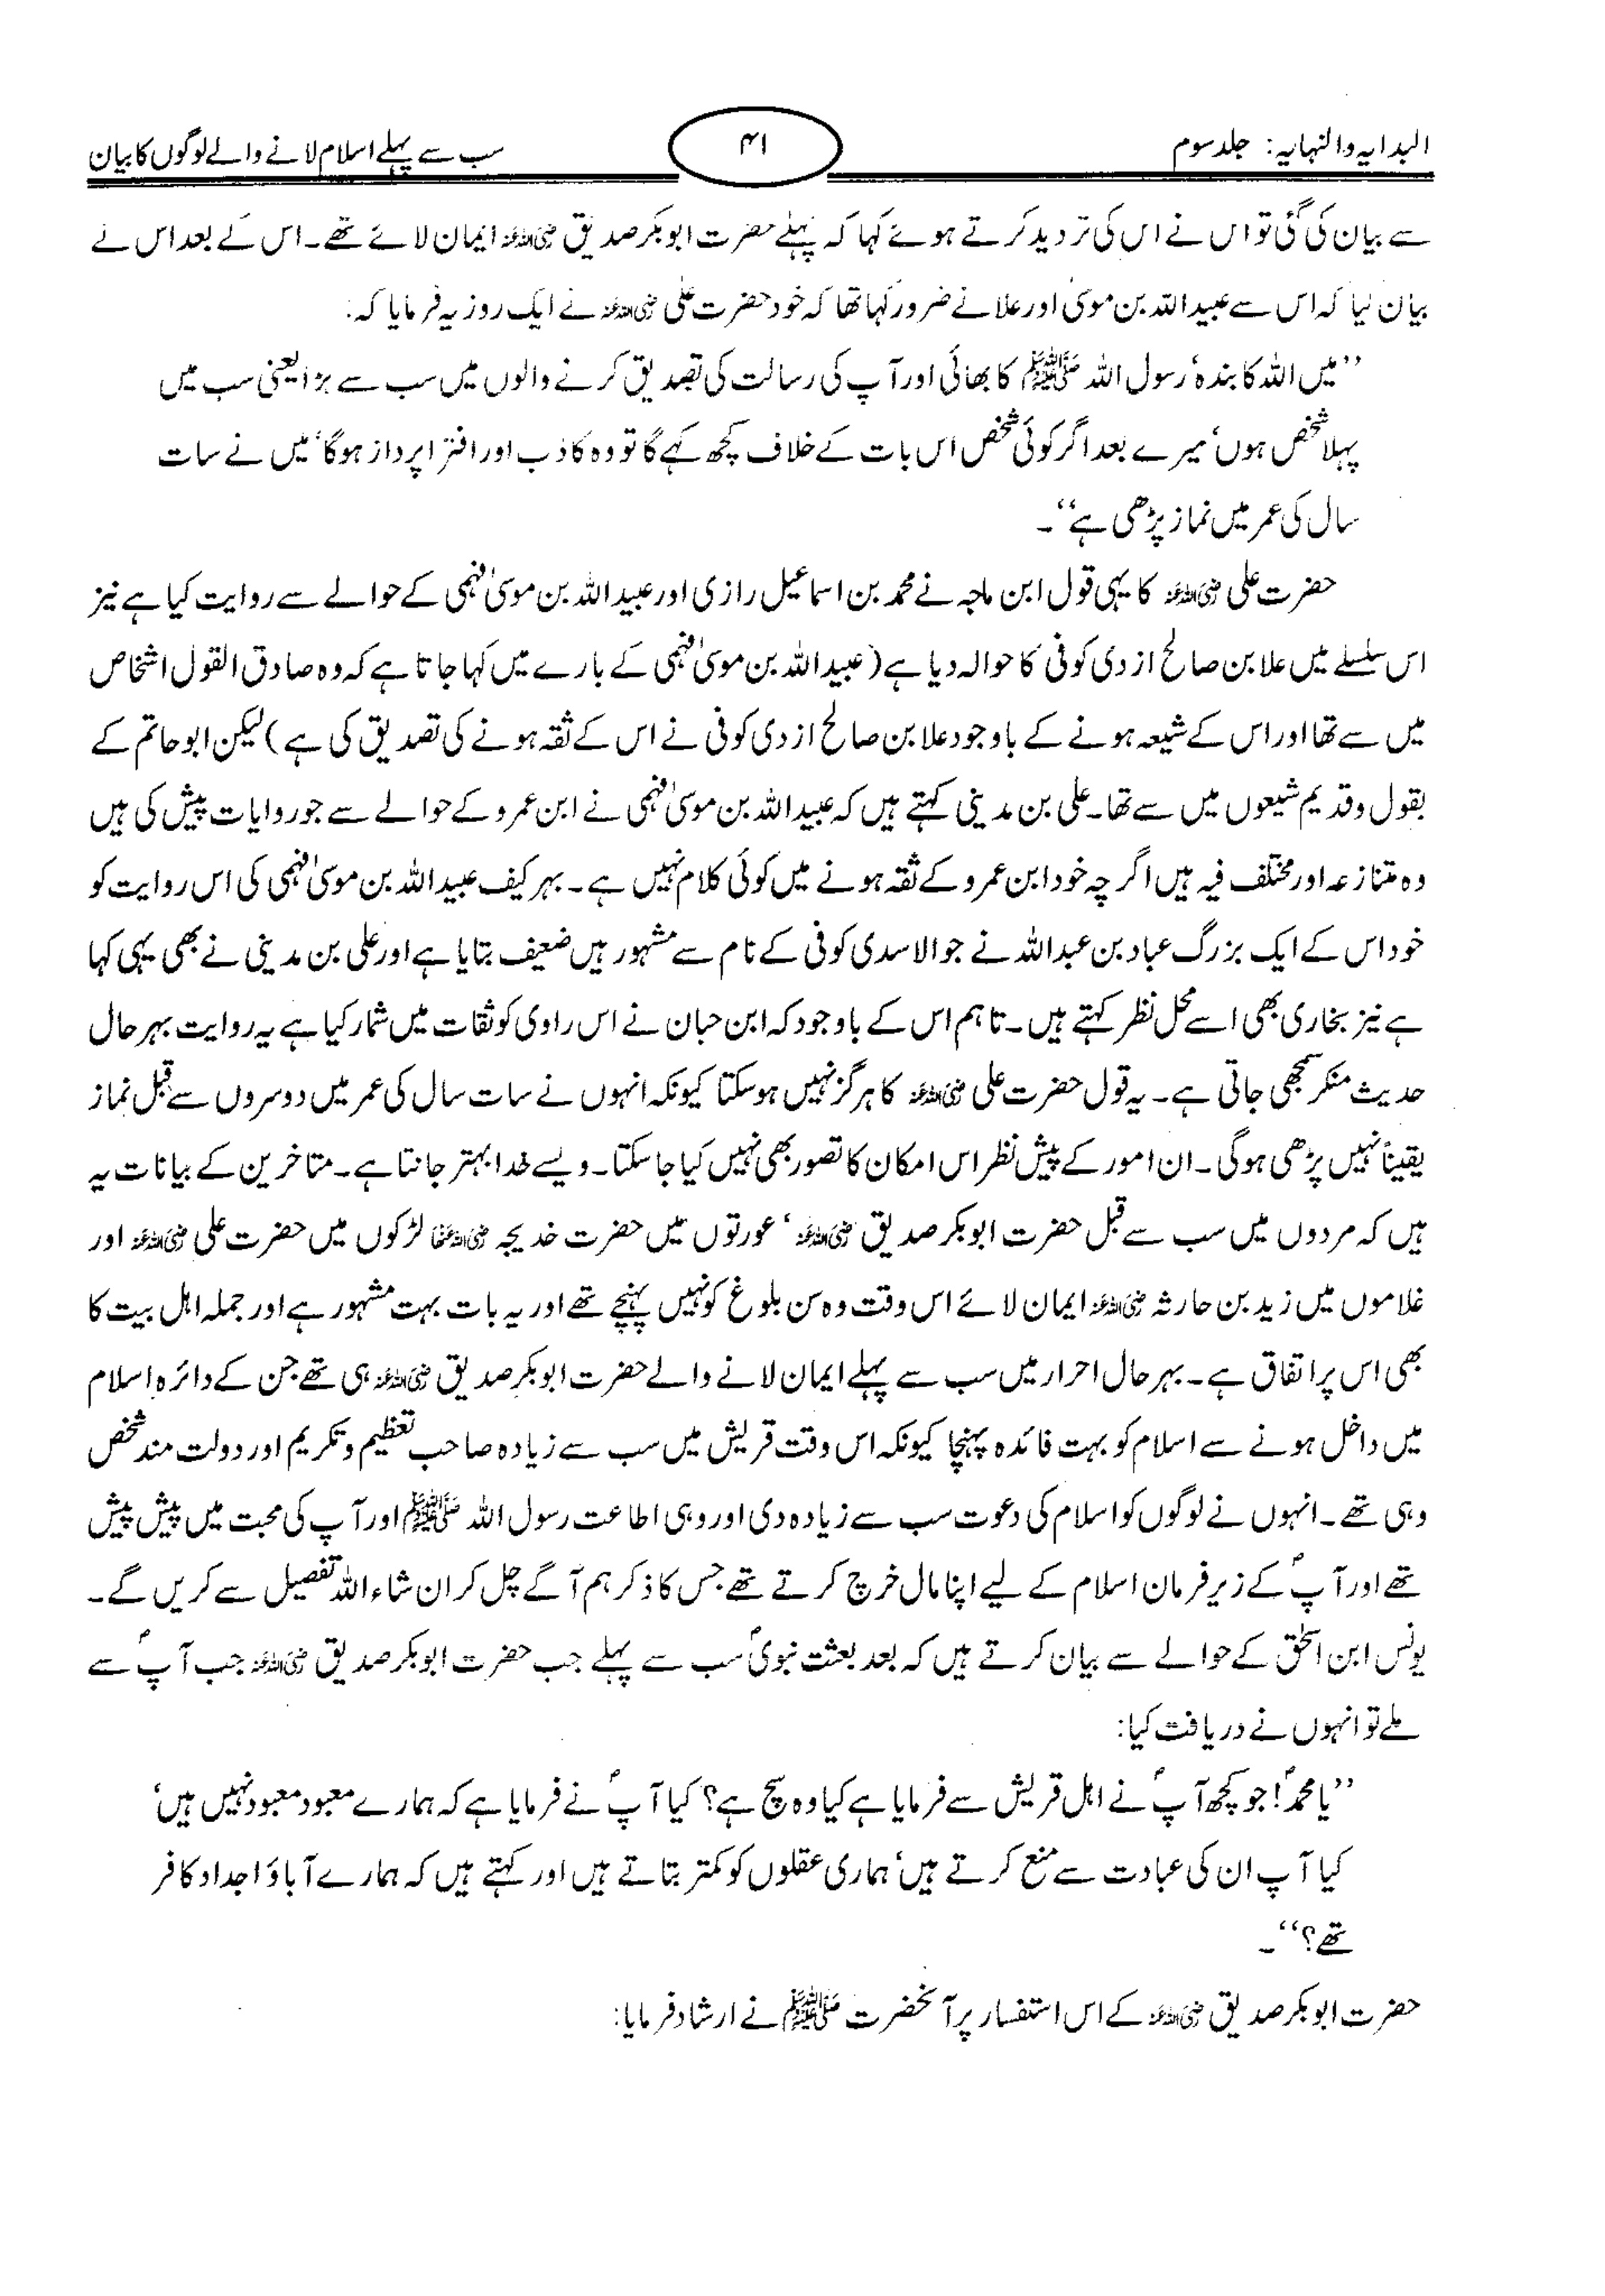 البدایہ والنہایہ: جلد سوم
۴۱
سب سے پہلے اسلام لانے والے لوگوں کا بیان
سے بیان کی گئی تو اس نے اس کی تردید کرتے ہوئے کہا کہ پہلے حضرت ابوبکر صدیق رضی اللہ عنہ ایمان لائے تھے۔ اس کے بعد اس نے
بیان کیا کہ اس سے عبید اللہ بن موسیٰ اور علا نے ضرور کہا تھا کہ خود حضرت علی رضی اللہ عنہ نے ایک روز یہ فرمایا کہ:
’’میں اللہ کا بندہ‘ رسول اللہ ﷺ کا بھائی اور آپ کی رسالت کی تصدیق کرنے والوں میں سب سے بڑا یعنی سب میں
پہلا شخص ہوں‘ میرے بعد اگر کوئی شخص اس بات کے خلاف کچھ کہے گا تو وہ کاذب اور افترا پرداز ہوگا‘ میں نے سات
سال کی عمر میں نماز پڑھی ہے‘‘۔
حضرت علی رضی اللہ عنہ کا یہی قول ابن ماجہ نے محمد بن اسماعیل رازی اور عبید اللہ بن موسیٰ فہمی کے حوالے سے روایت کیا ہے نیز
اس سلسلے میں علا بن صالح ازدی کوفی کا حوالہ دیا ہے (عبید اللہ بن موسیٰ فہمی کے بارے میں کہا جاتا ہے کہ وہ صادق القول اشخاص
میں سے تھا اور اس کے شیعہ ہونے کے باوجود علا بن صالح ازدی کوفی نے اس کے ثقہ ہونے کی تصدیق کی ہے) لیکن ابوحاتم کے
بقول وہ قدیم شیعوں میں سے تھا۔ علی بن مدینی کہتے ہیں کہ عبید اللہ بن موسیٰ فہمی نے ابن عمرو کے حوالے سے جو روایات پیش کی ہیں
وہ متنازعہ اور مختلف فیہ ہیں اگر چہ خود ابن عمرو کے ثقہ ہونے میں کوئی کلام نہیں ہے۔ بہر کیف عبید اللہ بن موسیٰ فہمی کی اس روایت کو
خود اس کے ایک بزرگ عباد بن عبداللہ نے جو الاسدی کوفی کے نام سے مشہور ہیں ضعیف بتایا ہے اور علی بن مدینی نے بھی یہی کہا
ہے نیز بخاری بھی اسے محل نظر کہتے ہیں۔ تاہم اس کے باوجود کہ ابن حبان نے اس راوی کو ثقات میں شمار کیا ہے یہ روایت بہر حال
حدیث منکر سمجھی جاتی ہے۔ یہ قول حضرت علی رضی اللہ عنہ کا ہرگز نہیں ہوسکتا کیونکہ انہوں نے سات سال کی عمر میں دوسروں سے قبل نماز
یقیناً نہیں پڑھی ہوگی۔ ان امور کے پیش نظر اس امکان کا تصور بھی نہیں کیا جاسکتا۔ ویسے خدا بہتر جانتا ہے۔ متاخرین کے بیانات یہ
ہیں کہ مردوں میں سب سے قبل حضرت ابوبکر صدیق رضی اللہ عنہ‘ عورتوں میں حضرت خدیجہ رضی اللہ عنہا لڑکوں میں حضرت علی رضی اللہ عنہ اور
غلاموں میں زید بن حارثہ رضی اللہ عنہ ایمان لائے اس وقت وہ سن بلوغ کو نہیں پہنچے تھے اور یہ بات بہت مشہور ہے اور جملہ اہل بیت کا
بھی اس پر اتفاق ہے۔ بہر حال احرار میں سب سے پہلے ایمان لانے والے حضرت ابوبکر صدیق رضی اللہ عنہ ہی تھے جن کے دائرہ اسلام
میں داخل ہونے سے اسلام کو بہت فائدہ پہنچا کیونکہ اس وقت قریش میں سب سے زیادہ صاحب تعظیم و تکریم اور دولت مند شخص
وہی تھے۔ انہوں نے لوگوں کو اسلام کی دعوت سب سے زیادہ دی اور وہی اطاعت رسول اللہ ﷺ اور آپ کی محبت میں پیش پیش
تھے اور آپؐ کے زیر فرمان اسلام کے لیے اپنا مال خرچ کرتے تھے جس کا ذکر ہم آگے چل کر ان شاء اللہ تفصیل سے کریں گے۔
یونس ابن اسحٰق کے حوالے سے بیان کرتے ہیں کہ بعد بعثت نبویؐ سب سے پہلے جب حضرت ابوبکر صدیق رضی اللہ عنہ جب آپؐ سے
ملے تو انہوں نے دریافت کیا:
’’یا محمدؐ! جو کچھ آپؐ نے اہل قریش سے فرمایا ہے کیا وہ سچ ہے؟ کیا آپؐ نے فرمایا ہے کہ ہمارے معبود معبود نہیں ہیں‘
کیا آپ ان کی عبادت سے منع کرتے ہیں‘ ہماری عقلوں کو کمتر بتاتے ہیں اور کہتے ہیں کہ ہمارے آباؤ اجداد کافر
تھے؟‘‘۔
حضرت ابوبکر صدیق رضی اللہ عنہ کے اس استفسار پر آنحضرت ﷺ نے ارشاد فرمایا: